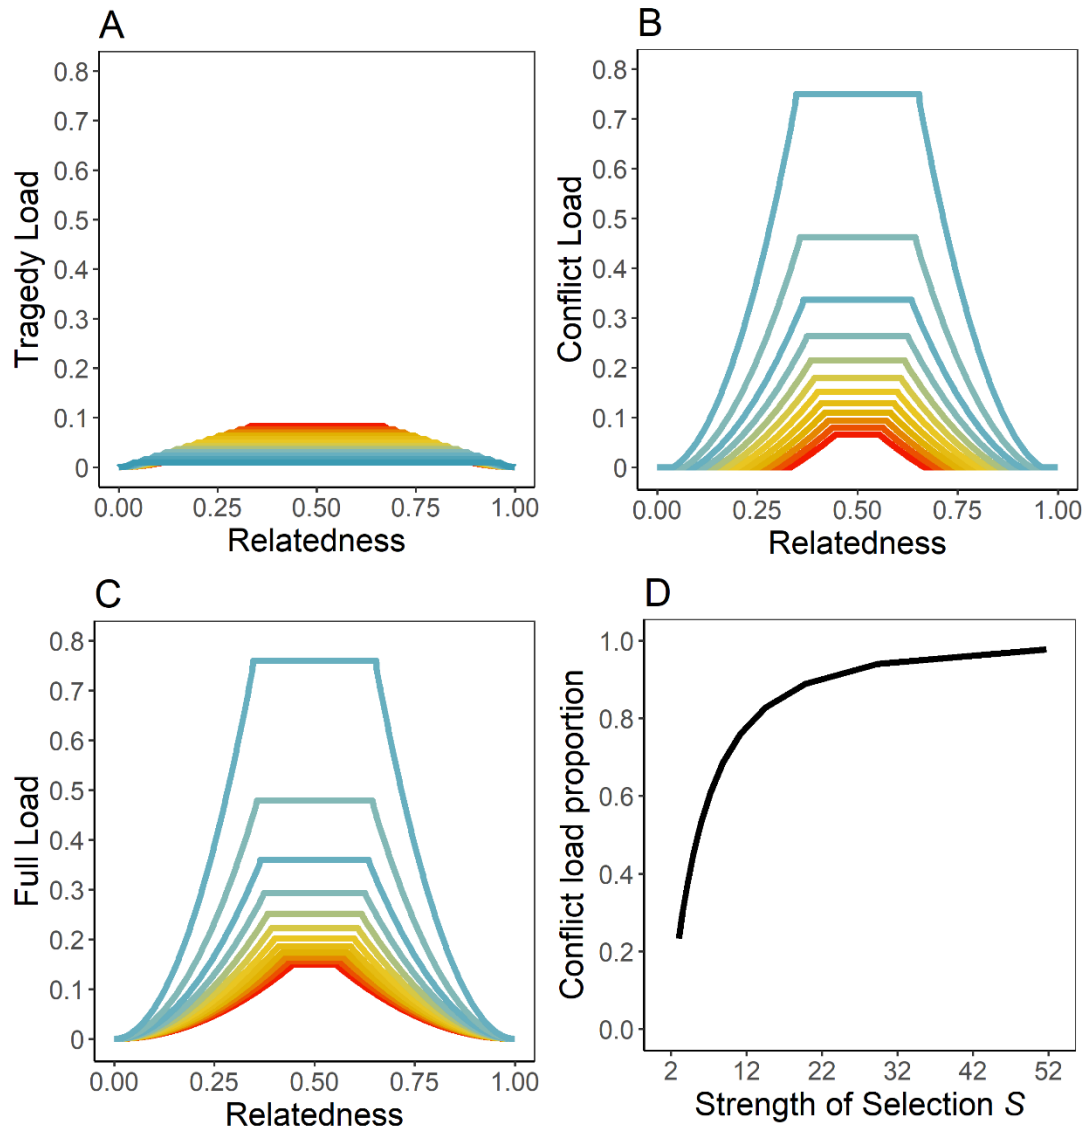 A
0.8
0.7
0.6
0.5
0.4
0.3
0.2
0.1
0
Tragedy Load
0.00 0.25 0.50 0.75 1.00
Relatedness
B
0.8
0.7
0.6
0.5
0.4
0.3
0.2
0.1
0
Conflict Load
0.00 0.25 0.50 0.75 1.00
Relatedness
C
0.8
0.7
0.6
0.5
0.4
0.3
0.2
0.1
0
Full Load
0.00 0.25 0.50 0.75 1.00
Relatedness
D
1.0
0.8
0.6
0.4
0.2
0.0
Conflict load proportion
2 12 22 32 42 52
Strength of Selection S